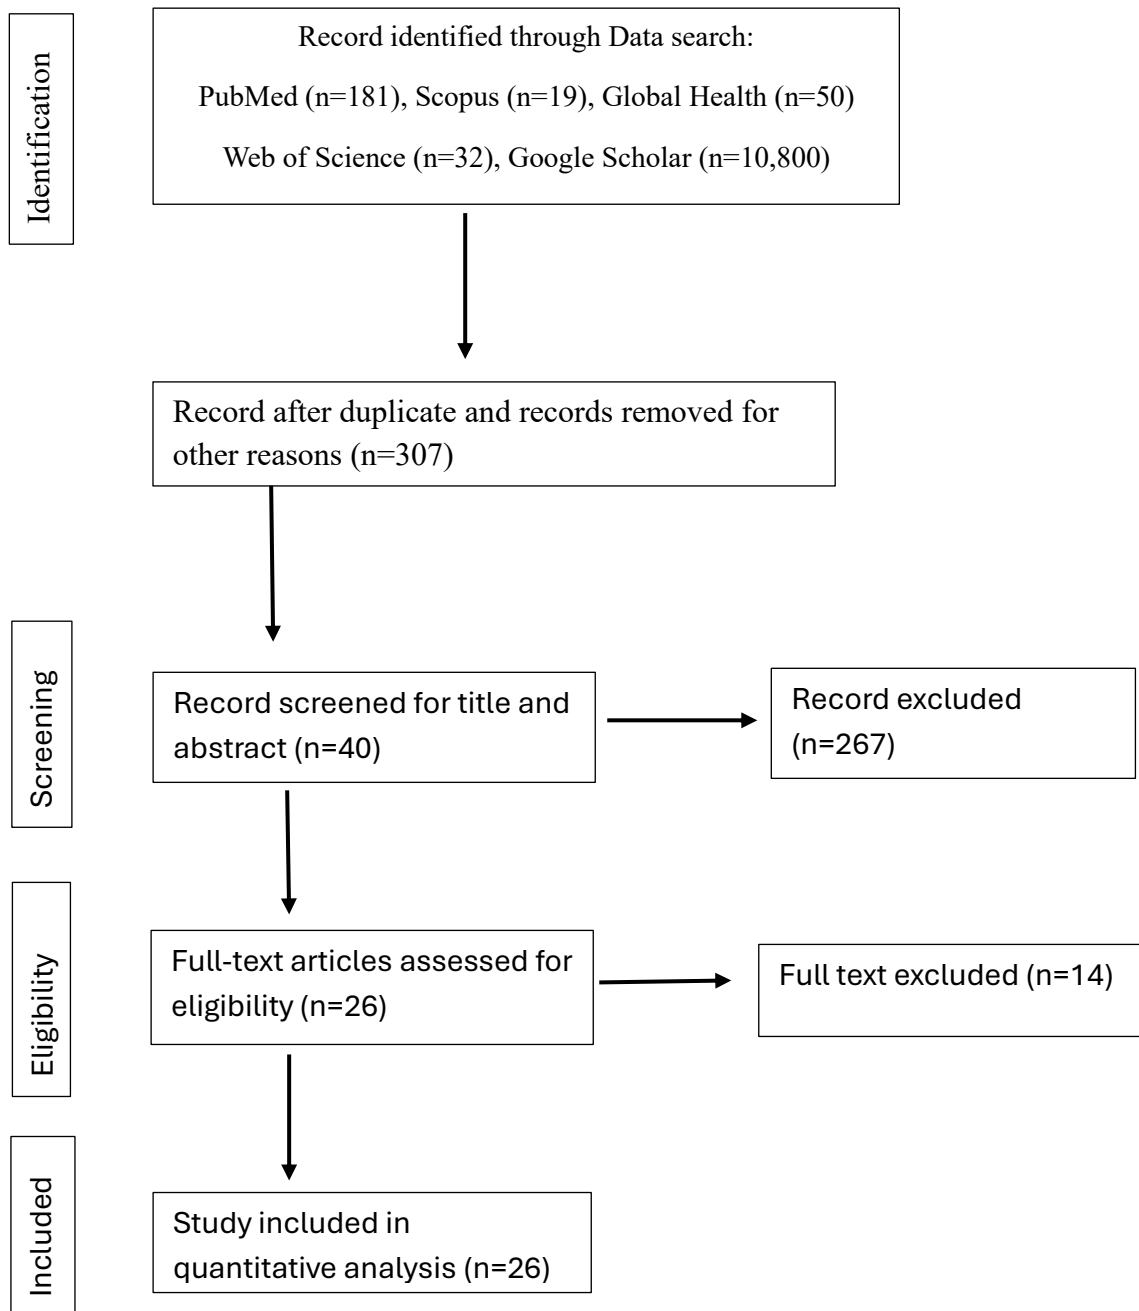 Identification
Record identified through Data search:
PubMed (n=181), Scopus (n=19), Global Health (n=50)
Web of Science (n=32), Google Scholar (n=10,800)
Record after duplicate and records removed for
other reasons (n=307)
Screening
Record screened for title and
abstract (n=40)
Record excluded
(n=267)
Eligibility
Full-text articles assessed for
eligibility (n=26)
Full text excluded (n=14)
Included
Study included in
quantitative analysis (n=26)